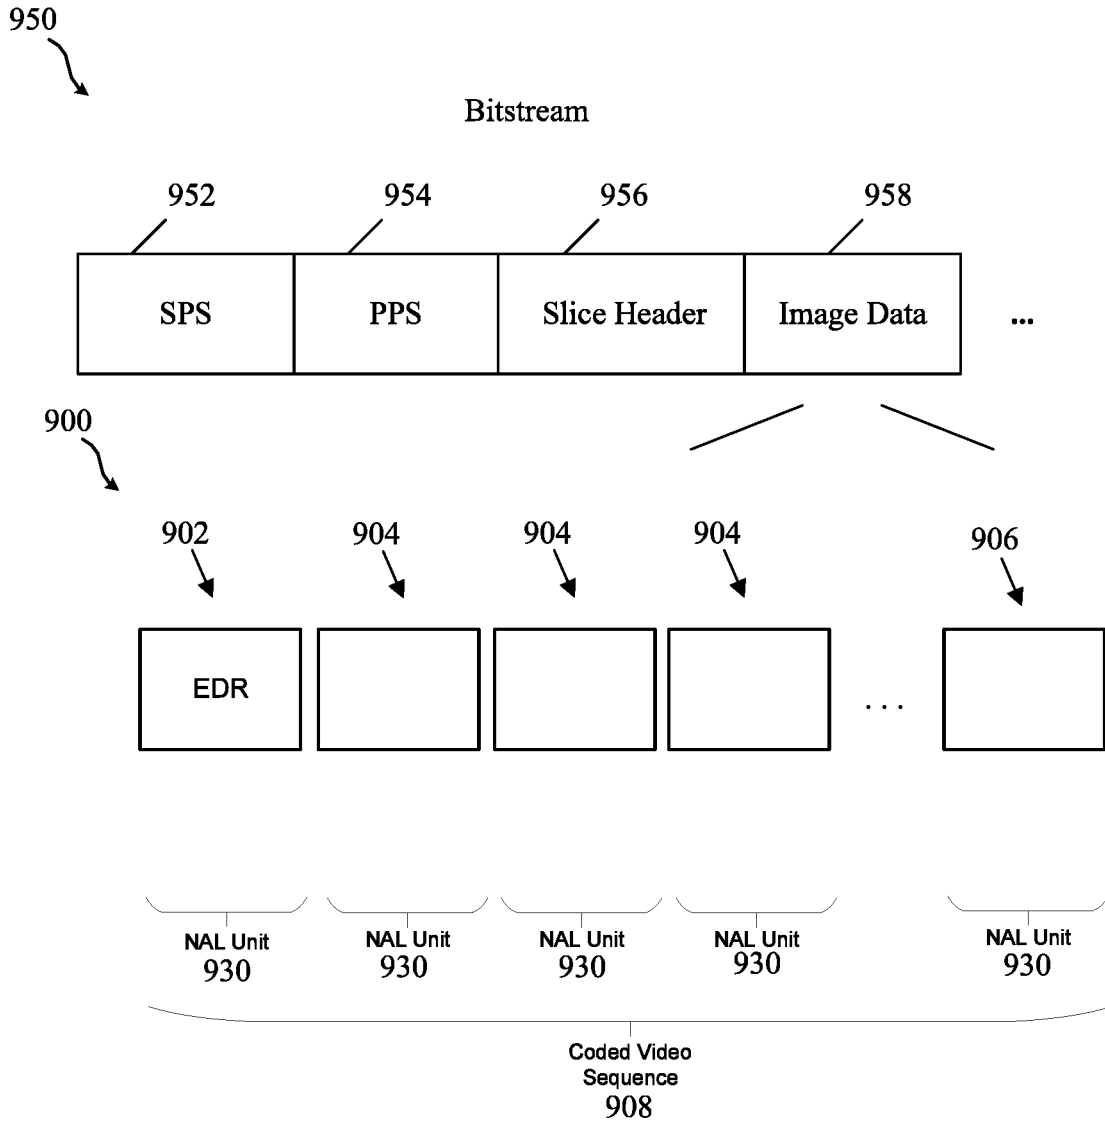 950
Bitstream
952 954 956 958
SPS PPS Slice Header Image Data ...
900
902 904 904 904 906
EDR . . .
NAL Unit NAL Unit NAL Unit NAL Unit NAL Unit
930 930 930 930 930
Coded Video
Sequence
908